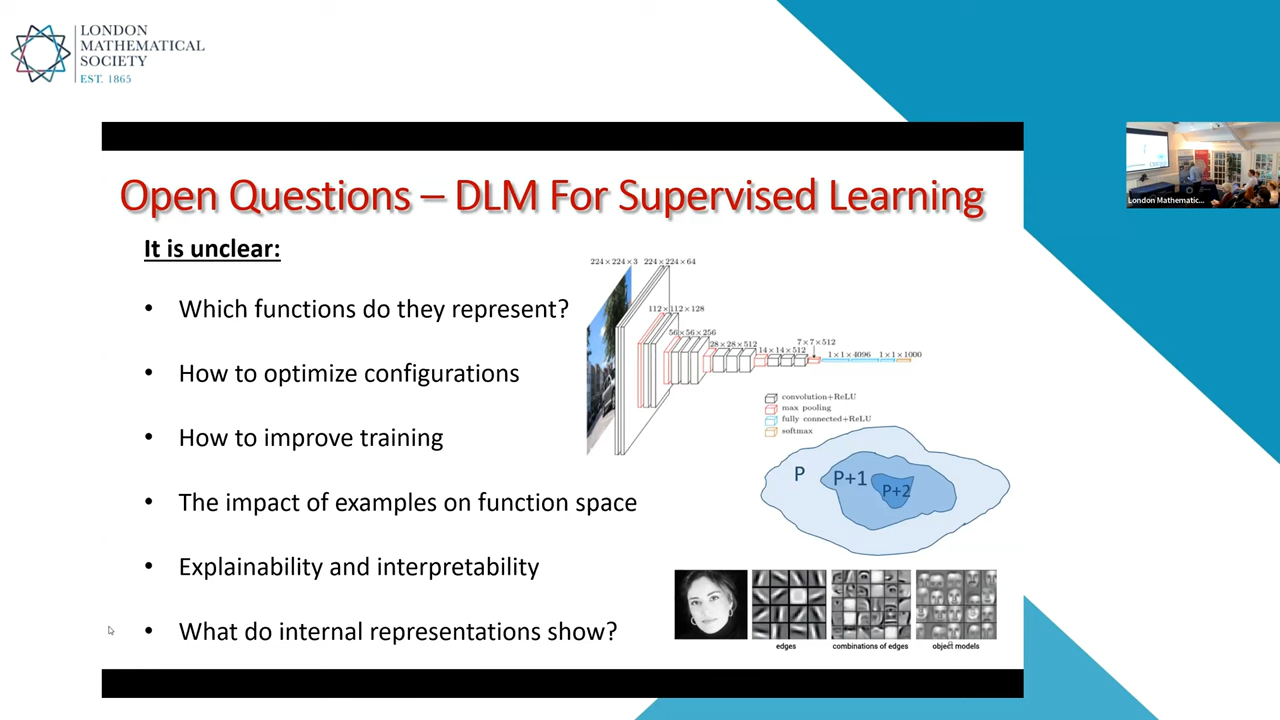 LONDON
MATHEMATICAL
SOCIETY
EST. 1865
London Mathematic...
Open Questions – DLM For Supervised Learning
It is unclear:
• Which functions do they represent?
• How to optimize configurations
• How to improve training
• The impact of examples on function space
• Explainability and interpretability
• What do internal representations show?
224×224×3 224×224×64
112×112×128
56×56×256
28×28×512
14×14×512
7×7×512
1×1×4096 1×1×1000
convolution+ReLU
max pooling
fully connected+ReLU
softmax
P P+1 P+2
edges combinations of edges object models